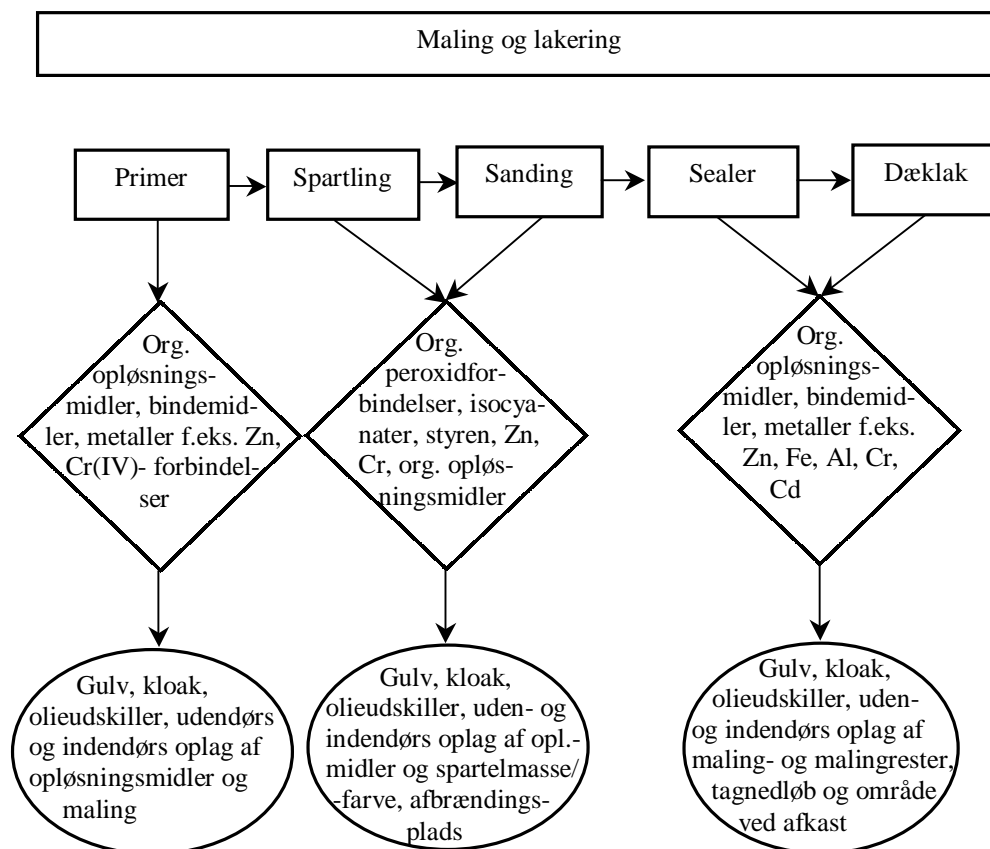 Maling og lakering
Primer
Spartling
Sanding
Sealer
Dæklak
Org.
opløsnings-
midler, bindemid-
ler, metaller f.eks. Zn,
Cr(IV)- forbindel-
ser
Org.
peroxidfor-
bindelser, isocya-
nater, styren, Zn,
Cr, org. opløs-
ningsmidler
Org.
opløsnings-
midler, bindemid-
ler, metaller f.eks.
Zn, Fe, Al, Cr,
Cd
Gulv, kloak,
olieudskiller, udendørs
og indendørs oplag af
opløsningsmidler og
maling
Gulv, kloak,
olieudskiller, uden- og
indendørs oplag af opl.-
midler og spartelmasse/
-farve, afbrændings-
plads
Gulv, kloak,
olieudskiller, uden-
og indendørs oplag af
maling- og malingrester,
tagnedløb og område
ved afkast